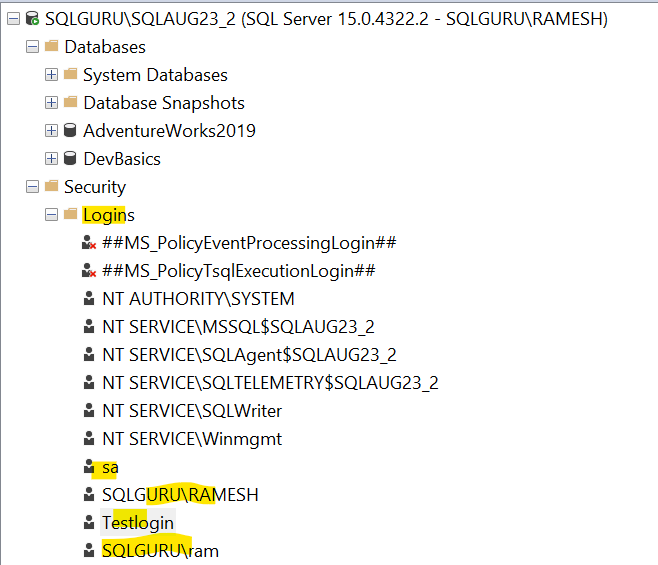 SQLGURU\SQLAUG23_2 (SQL Server 15.0.4322.2 - SQLGURU\RAMESH)
Databases
System Databases
Database Snapshots
AdventureWorks2019
DevBasics
Security
Logins
##MS_PolicyEventProcessingLogin##
##MS_PolicyTsqlExecutionLogin##
NT AUTHORITY\SYSTEM
NT SERVICE\MSSQL$SQLAUG23_2
NT SERVICE\SQLAgent$SQLAUG23_2
NT SERVICE\SQLTELEMETRY$SQLAUG23_2
NT SERVICE\SQLWriter
NT SERVICE\Winmgmt
sa
SQLGURU\RAMESH
Testlogin
SQLGURU\ram